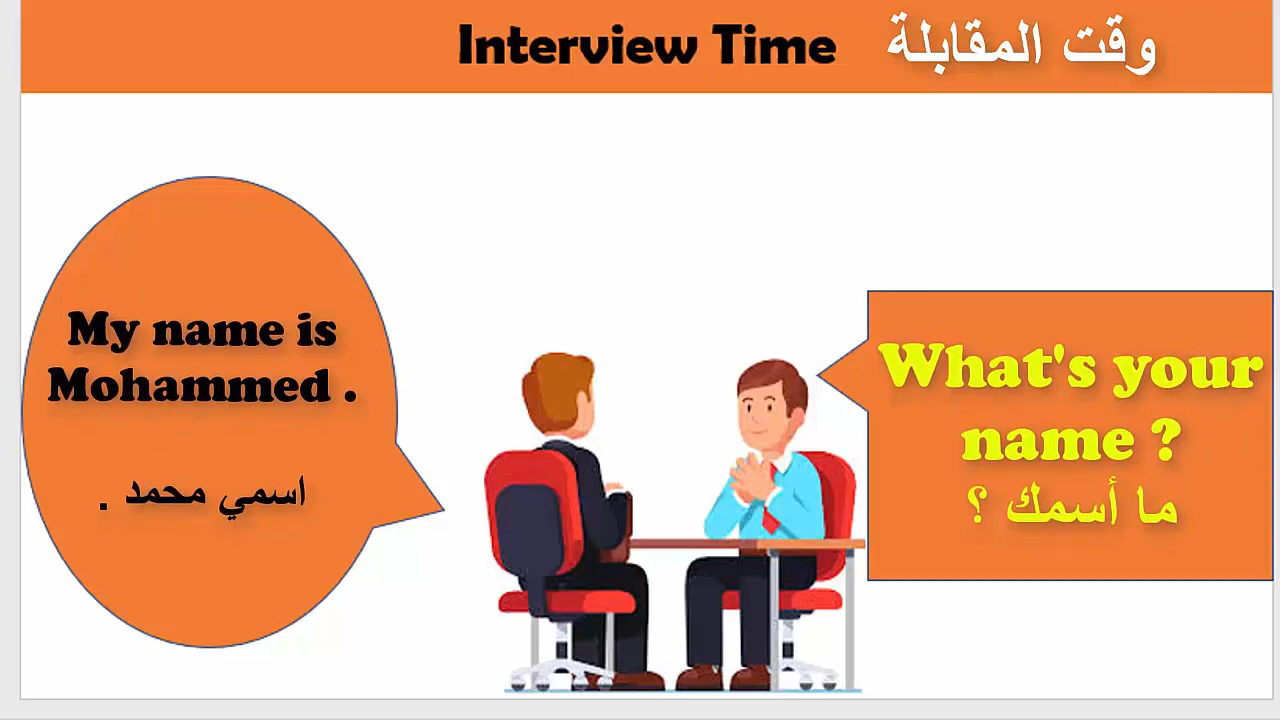 Interview Time وقت المقابلة
My name is
Mohammed .
اسمي محمد .
What's your
name ?
ما أسمك ؟